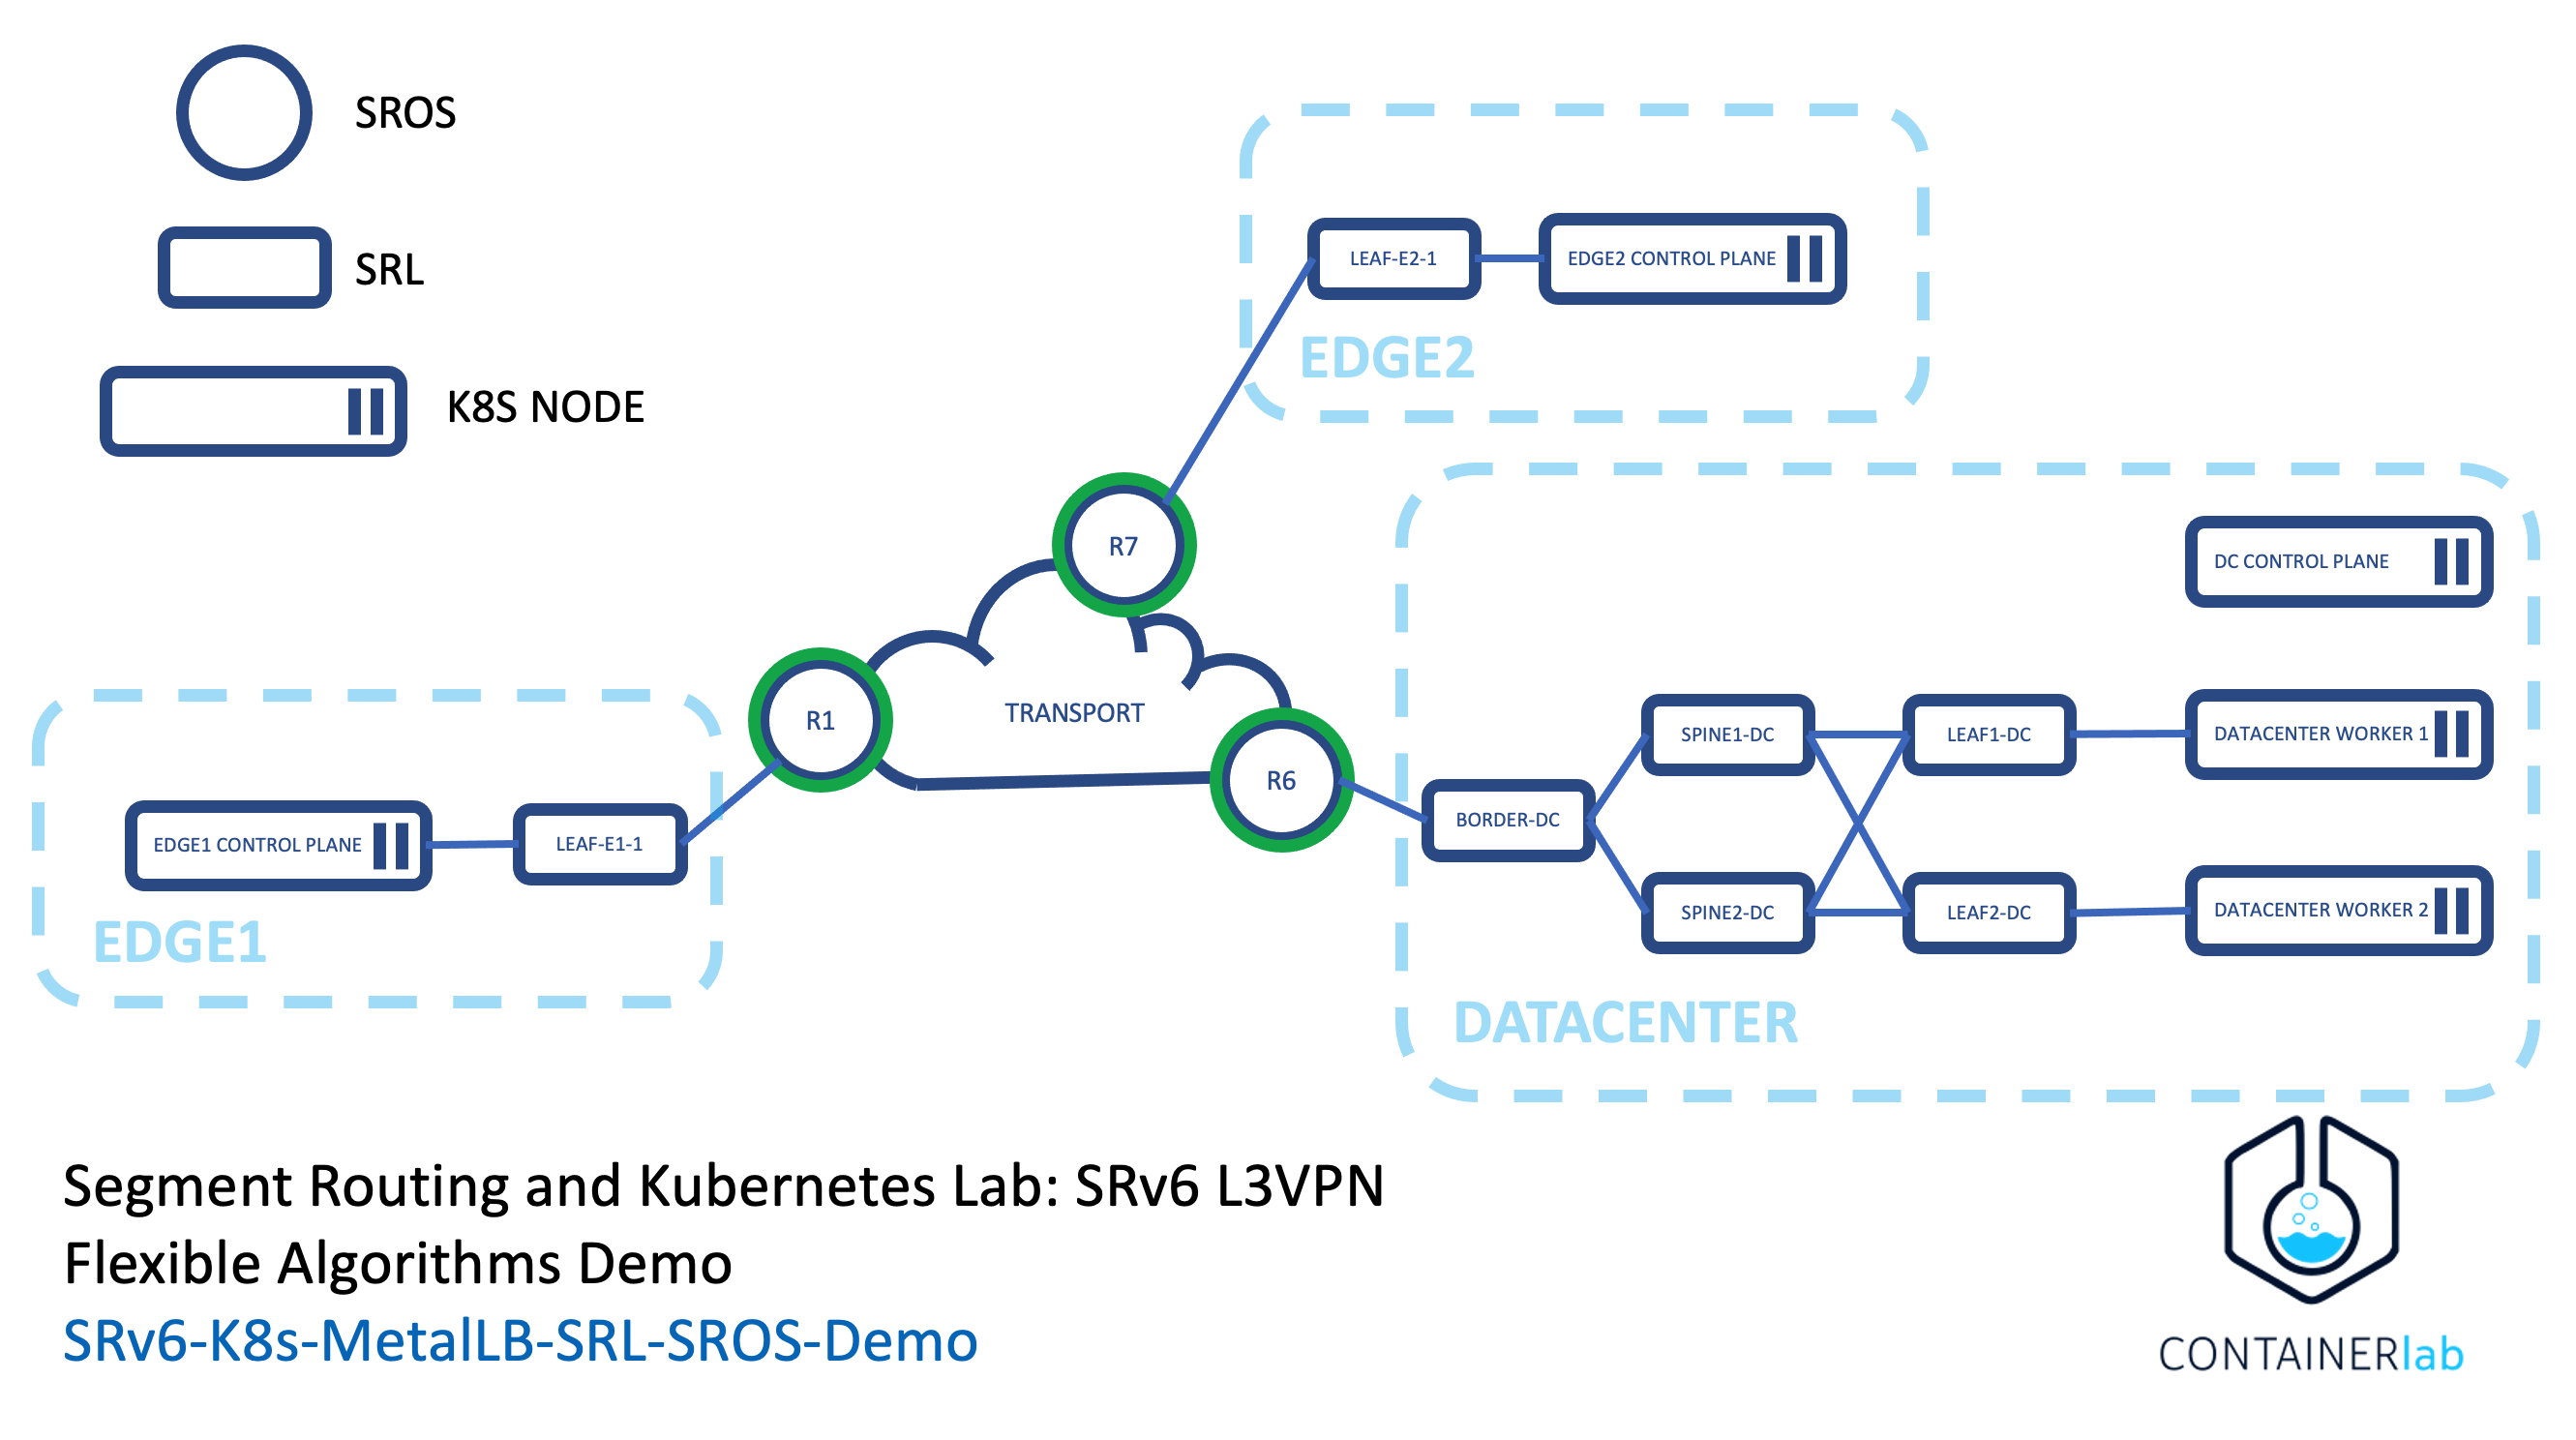 SROS
SRL
K8S NODE
LEAF-E2-1
EDGE2 CONTROL PLANE
EDGE2
R7
DC CONTROL PLANE
R1
TRANSPORT
R6
SPINE1-DC
LEAF1-DC
DATACENTER WORKER 1
BORDER-DC
EDGE1 CONTROL PLANE
LEAF-E1-1
SPINE2-DC
LEAF2-DC
DATACENTER WORKER 2
EDGE1
DATACENTER
Segment Routing and Kubernetes Lab: SRv6 L3VPN
Flexible Algorithms Demo
SRv6-K8s-MetalLB-SRL-SROS-Demo
CONTAINERlab